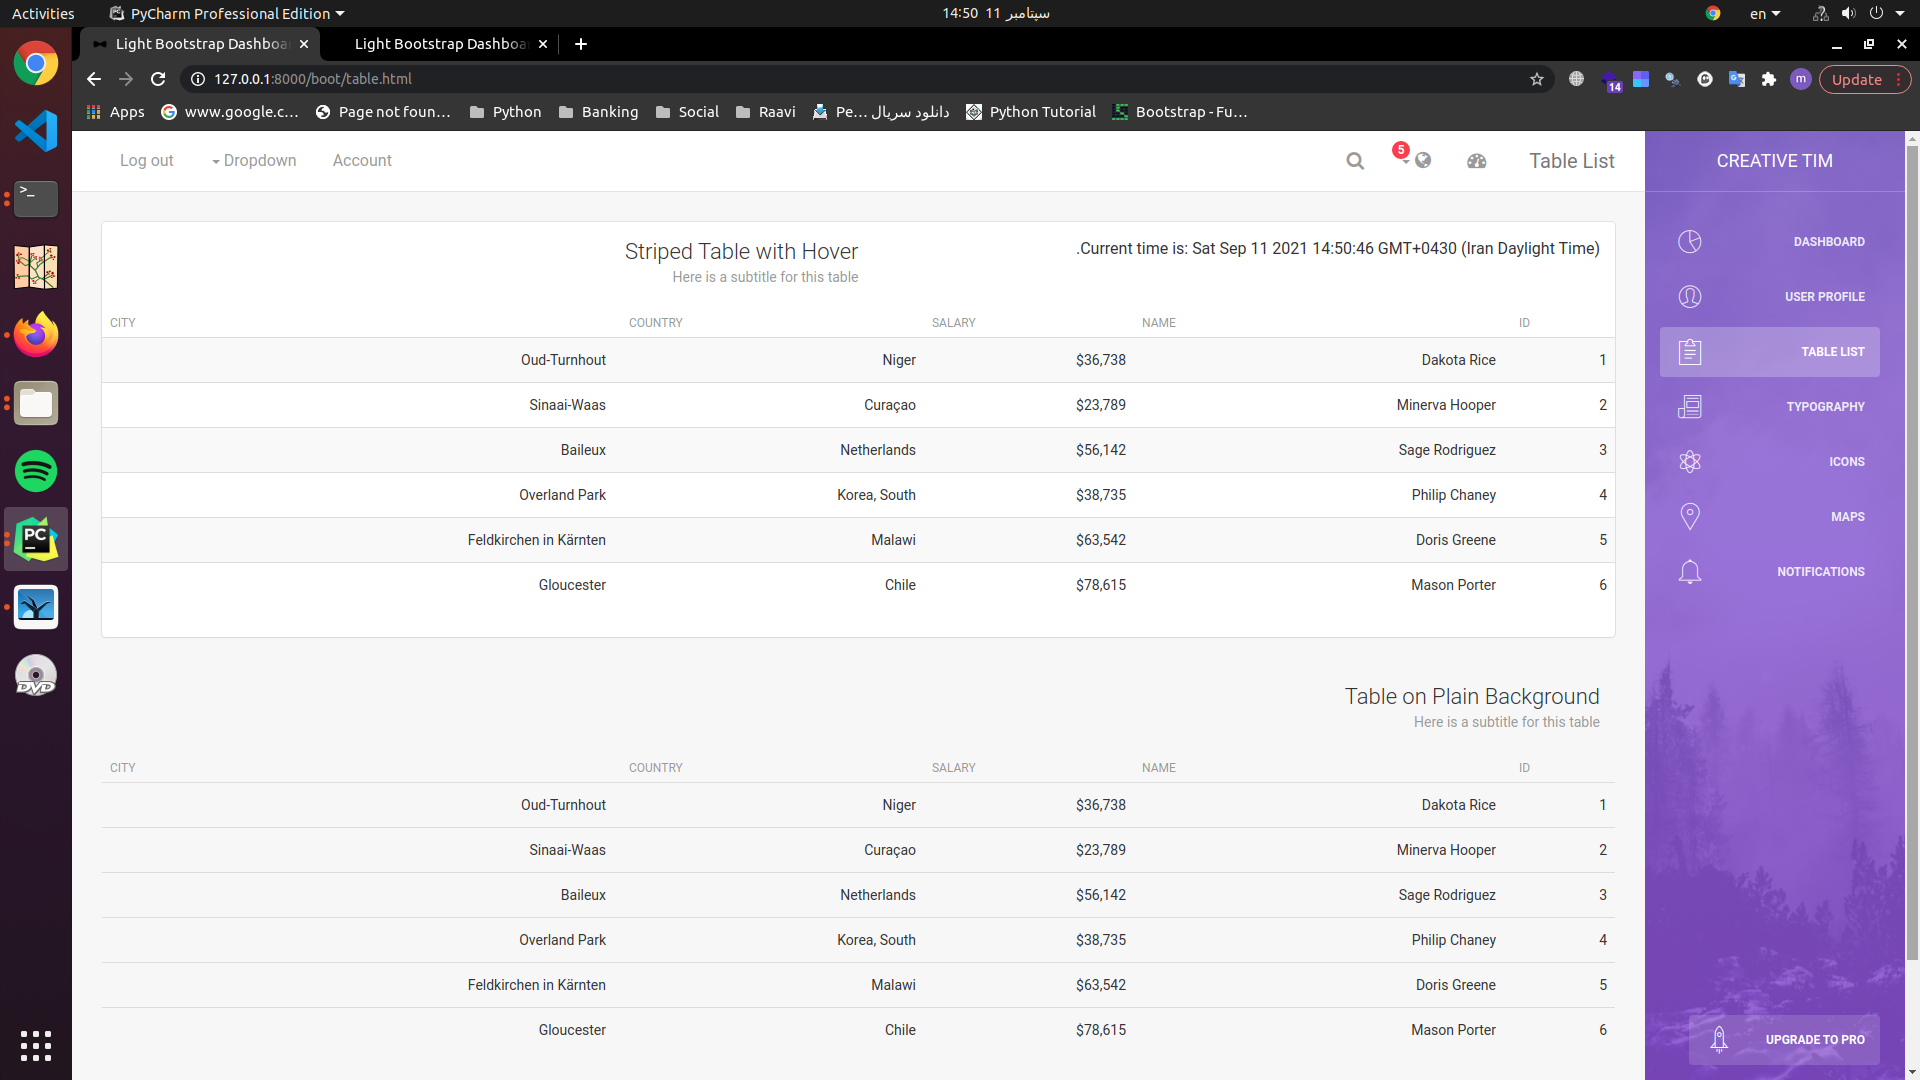 Activities
PyCharm Professional Edition
14:50 11 سپتامبر
en
Light Bootstrap Dashboa
Light Bootstrap Dashboa
127.0.0.1:8000/boot/table.html
14
m
Update
Apps
www.google.c...
Page not foun...
Python
Banking
Social
Raavi
دانلود سریال ...Pe
Python Tutorial
Bootstrap - Fu...
Log out
Dropdown
Account
5
Table List
CREATIVE TIM
Striped Table with Hover
.Current time is: Sat Sep 11 2021 14:50:46 GMT+0430 (Iran Daylight Time)
Here is a subtitle for this table
CITY COUNTRY SALARY NAME ID
Oud-Turnhout Niger $36,738 Dakota Rice 1
Sinaai-Waas Curaçao $23,789 Minerva Hooper 2
Baileux Netherlands $56,142 Sage Rodriguez 3
Overland Park Korea, South $38,735 Philip Chaney 4
Feldkirchen in Kärnten Malawi $63,542 Doris Greene 5
Gloucester Chile $78,615 Mason Porter 6
Table on Plain Background
Here is a subtitle for this table
CITY COUNTRY SALARY NAME ID
Oud-Turnhout Niger $36,738 Dakota Rice 1
Sinaai-Waas Curaçao $23,789 Minerva Hooper 2
Baileux Netherlands $56,142 Sage Rodriguez 3
Overland Park Korea, South $38,735 Philip Chaney 4
Feldkirchen in Kärnten Malawi $63,542 Doris Greene 5
Gloucester Chile $78,615 Mason Porter 6
DASHBOARD
USER PROFILE
TABLE LIST
TYPOGRAPHY
ICONS
MAPS
NOTIFICATIONS
UPGRADE TO PRO
>_
PC
DVD